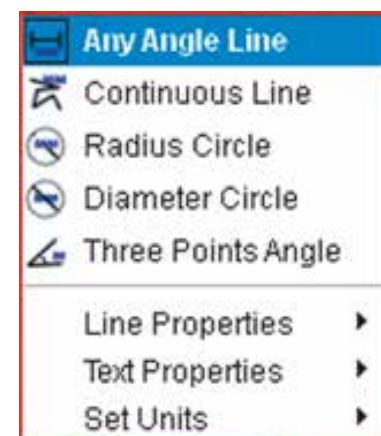 Any Angle Line
Continuous Line
Radius Circle
Diameter Circle
Three Points Angle
Line Properties
Text Properties
Set Units